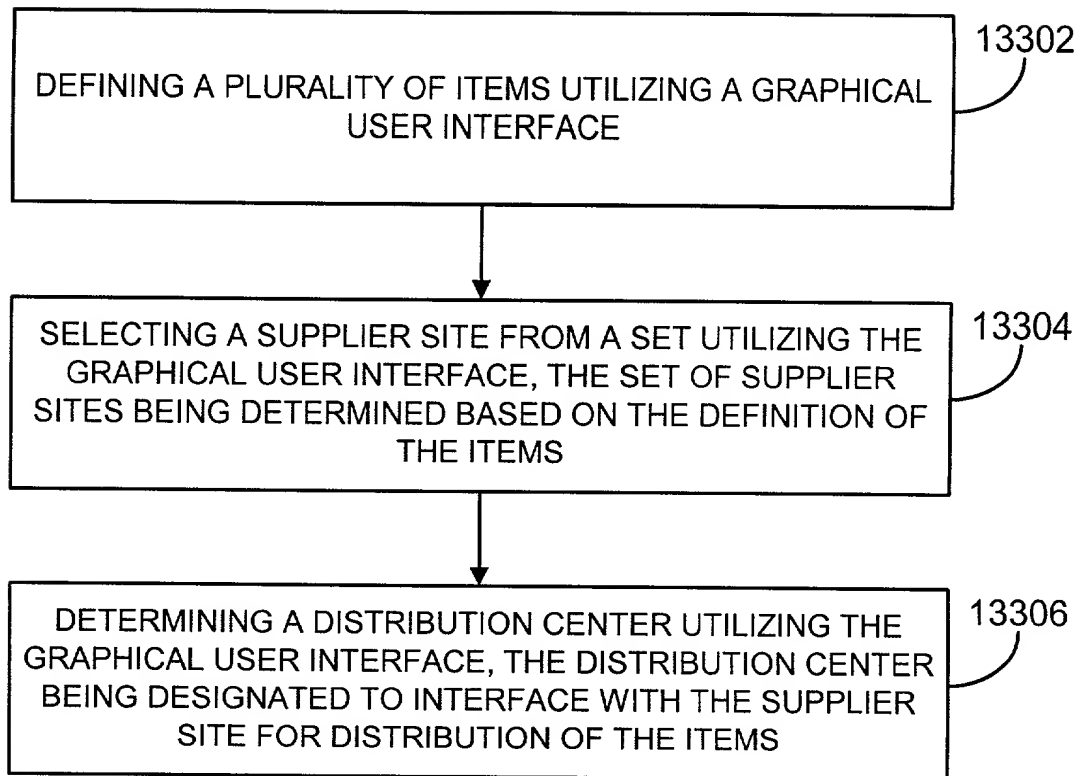 13302
DEFINING A PLURALITY OF ITEMS UTILIZING A GRAPHICAL
USER INTERFACE
13304
SELECTING A SUPPLIER SITE FROM A SET UTILIZING THE
GRAPHICAL USER INTERFACE, THE SET OF SUPPLIER
SITES BEING DETERMINED BASED ON THE DEFINITION OF
THE ITEMS
13306
DETERMINING A DISTRIBUTION CENTER UTILIZING THE
GRAPHICAL USER INTERFACE, THE DISTRIBUTION CENTER
BEING DESIGNATED TO INTERFACE WITH THE SUPPLIER
SITE FOR DISTRIBUTION OF THE ITEMS